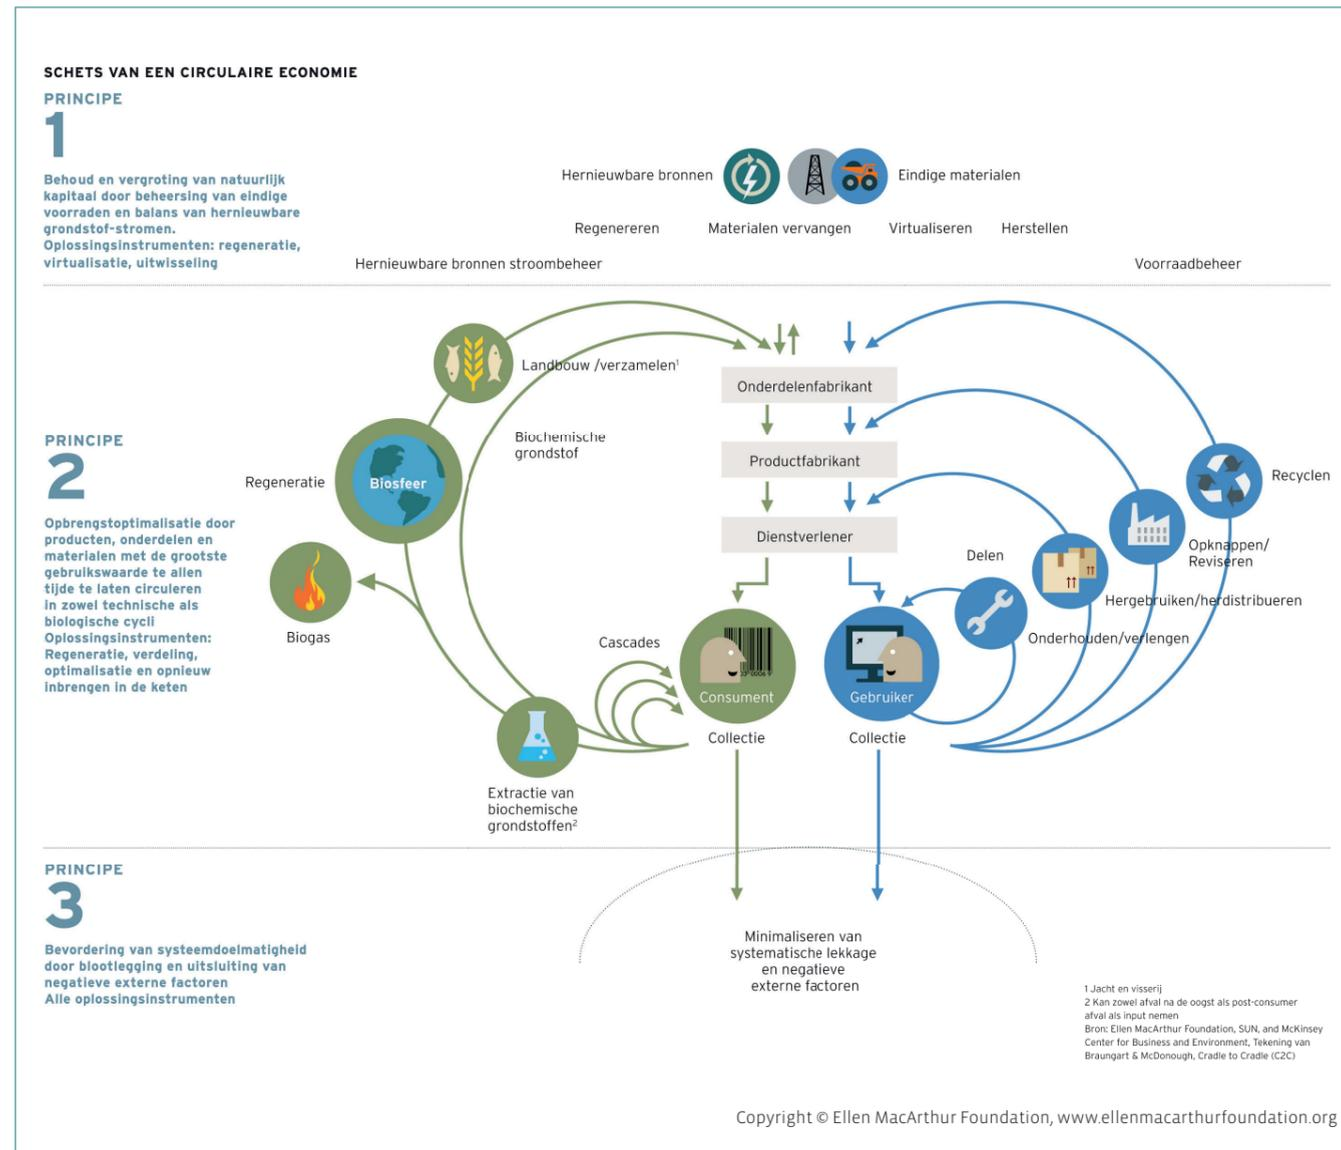 SCHETS VAN EEN CIRCULAIRE ECONOMIE
PRINCIPE
1
Behoud en vergroting van natuurlijk
kapitaal door beheersing van eindige
voorraden en balans van hernieuwbare
grondstof-stromen.
Oplossingsinstrumenten: regeneratie,
virtualisatie, uitwisseling
Hernieuwbare bronnen
Eindige materialen
Regenereren
Materialen vervangen
Virtualiseren
Herstellen
Hernieuwbare bronnen stroombeheer
Voorraadbeheer
PRINCIPE
2
Opbrengstoptimalisatie door
producten, onderdelen en
materialen met de grootste
gebruikswaarde te allen
tijde te laten circuleren
in zowel technische als
biologische cycli
Oplossingsinstrumenten:
Regeneratie, verdeling,
optimalisatie en opnieuw
inbrengen in de keten
Landbouw /verzamelen1
Biochemische
grondstof
Regeneratie
Biosfeer
Biogas
Cascades
Extractie van
biochemische
grondstoffen2
Onderdelenfabrikant
Productfabrikant
Dienstverlener
Consument
Gebruiker
Collectie
Collectie
Delen
Onderhouden/verlengen
Hergebruiken/herdistribueren
Opknappen/
Reviseren
Recyclen
PRINCIPE
3
Bevordering van systeemdoelmatigheid
door blootlegging en uitsluiting van
negatieve externe factoren
Alle oplossingsinstrumenten
Minimaliseren van
systematische lekkage
en negatieve
externe factoren
1 Jacht en visserij
2 Kan zowel afval na de oogst als post-consumer
afval als input nemen
Bron: Ellen MacArthur Foundation, SUN, and McKinsey
Center for Business and Environment, Tekening van
Braungart & McDonough, Cradle to Cradle (C2C)
Copyright © Ellen MacArthur Foundation, www.ellenmacarthurfoundation.org